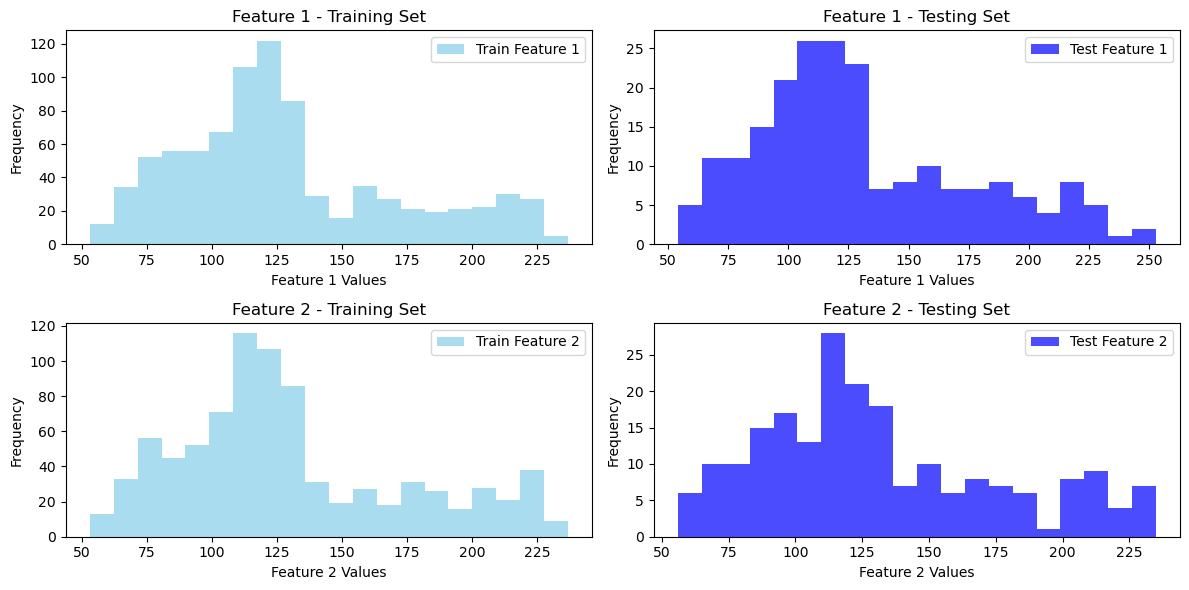 Feature 1 - Training Set
Train Feature 1
Frequency
120
100
80
60
40
20
0
50 75 100 125 150 175 200 225
Feature 1 Values
Feature 1 - Testing Set
Test Feature 1
Frequency
25
20
15
10
5
0
50 75 100 125 150 175 200 225 250
Feature 1 Values
Feature 2 - Training Set
Train Feature 2
Frequency
120
100
80
60
40
20
0
50 75 100 125 150 175 200 225
Feature 2 Values
Feature 2 - Testing Set
Test Feature 2
Frequency
25
20
15
10
5
0
50 75 100 125 150 175 200 225
Feature 2 Values